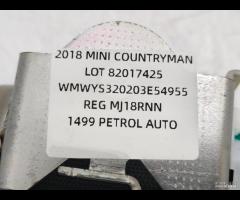 2018 MINI COUNTRYMAN
LOT 82017425
WMWYS320203E54955
REG MJ18RNN
1499 PETROL AUTO